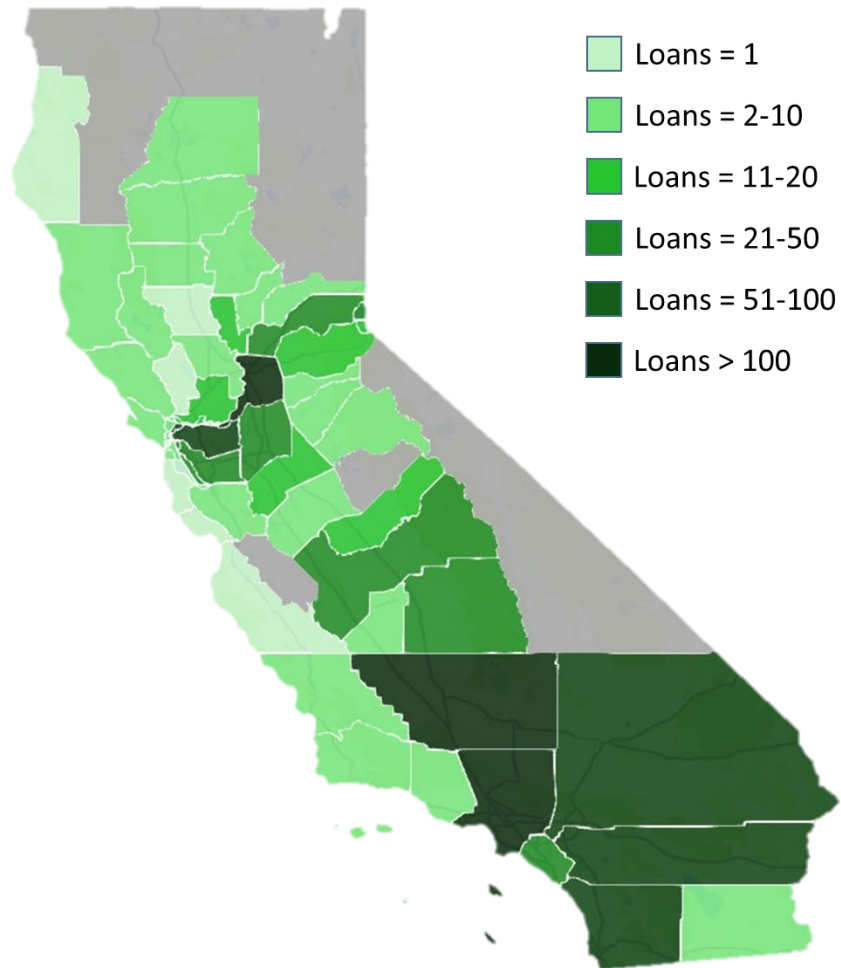 Loans = 1
Loans = 2-10
Loans = 11-20
Loans = 21-50
Loans = 51-100
Loans > 100